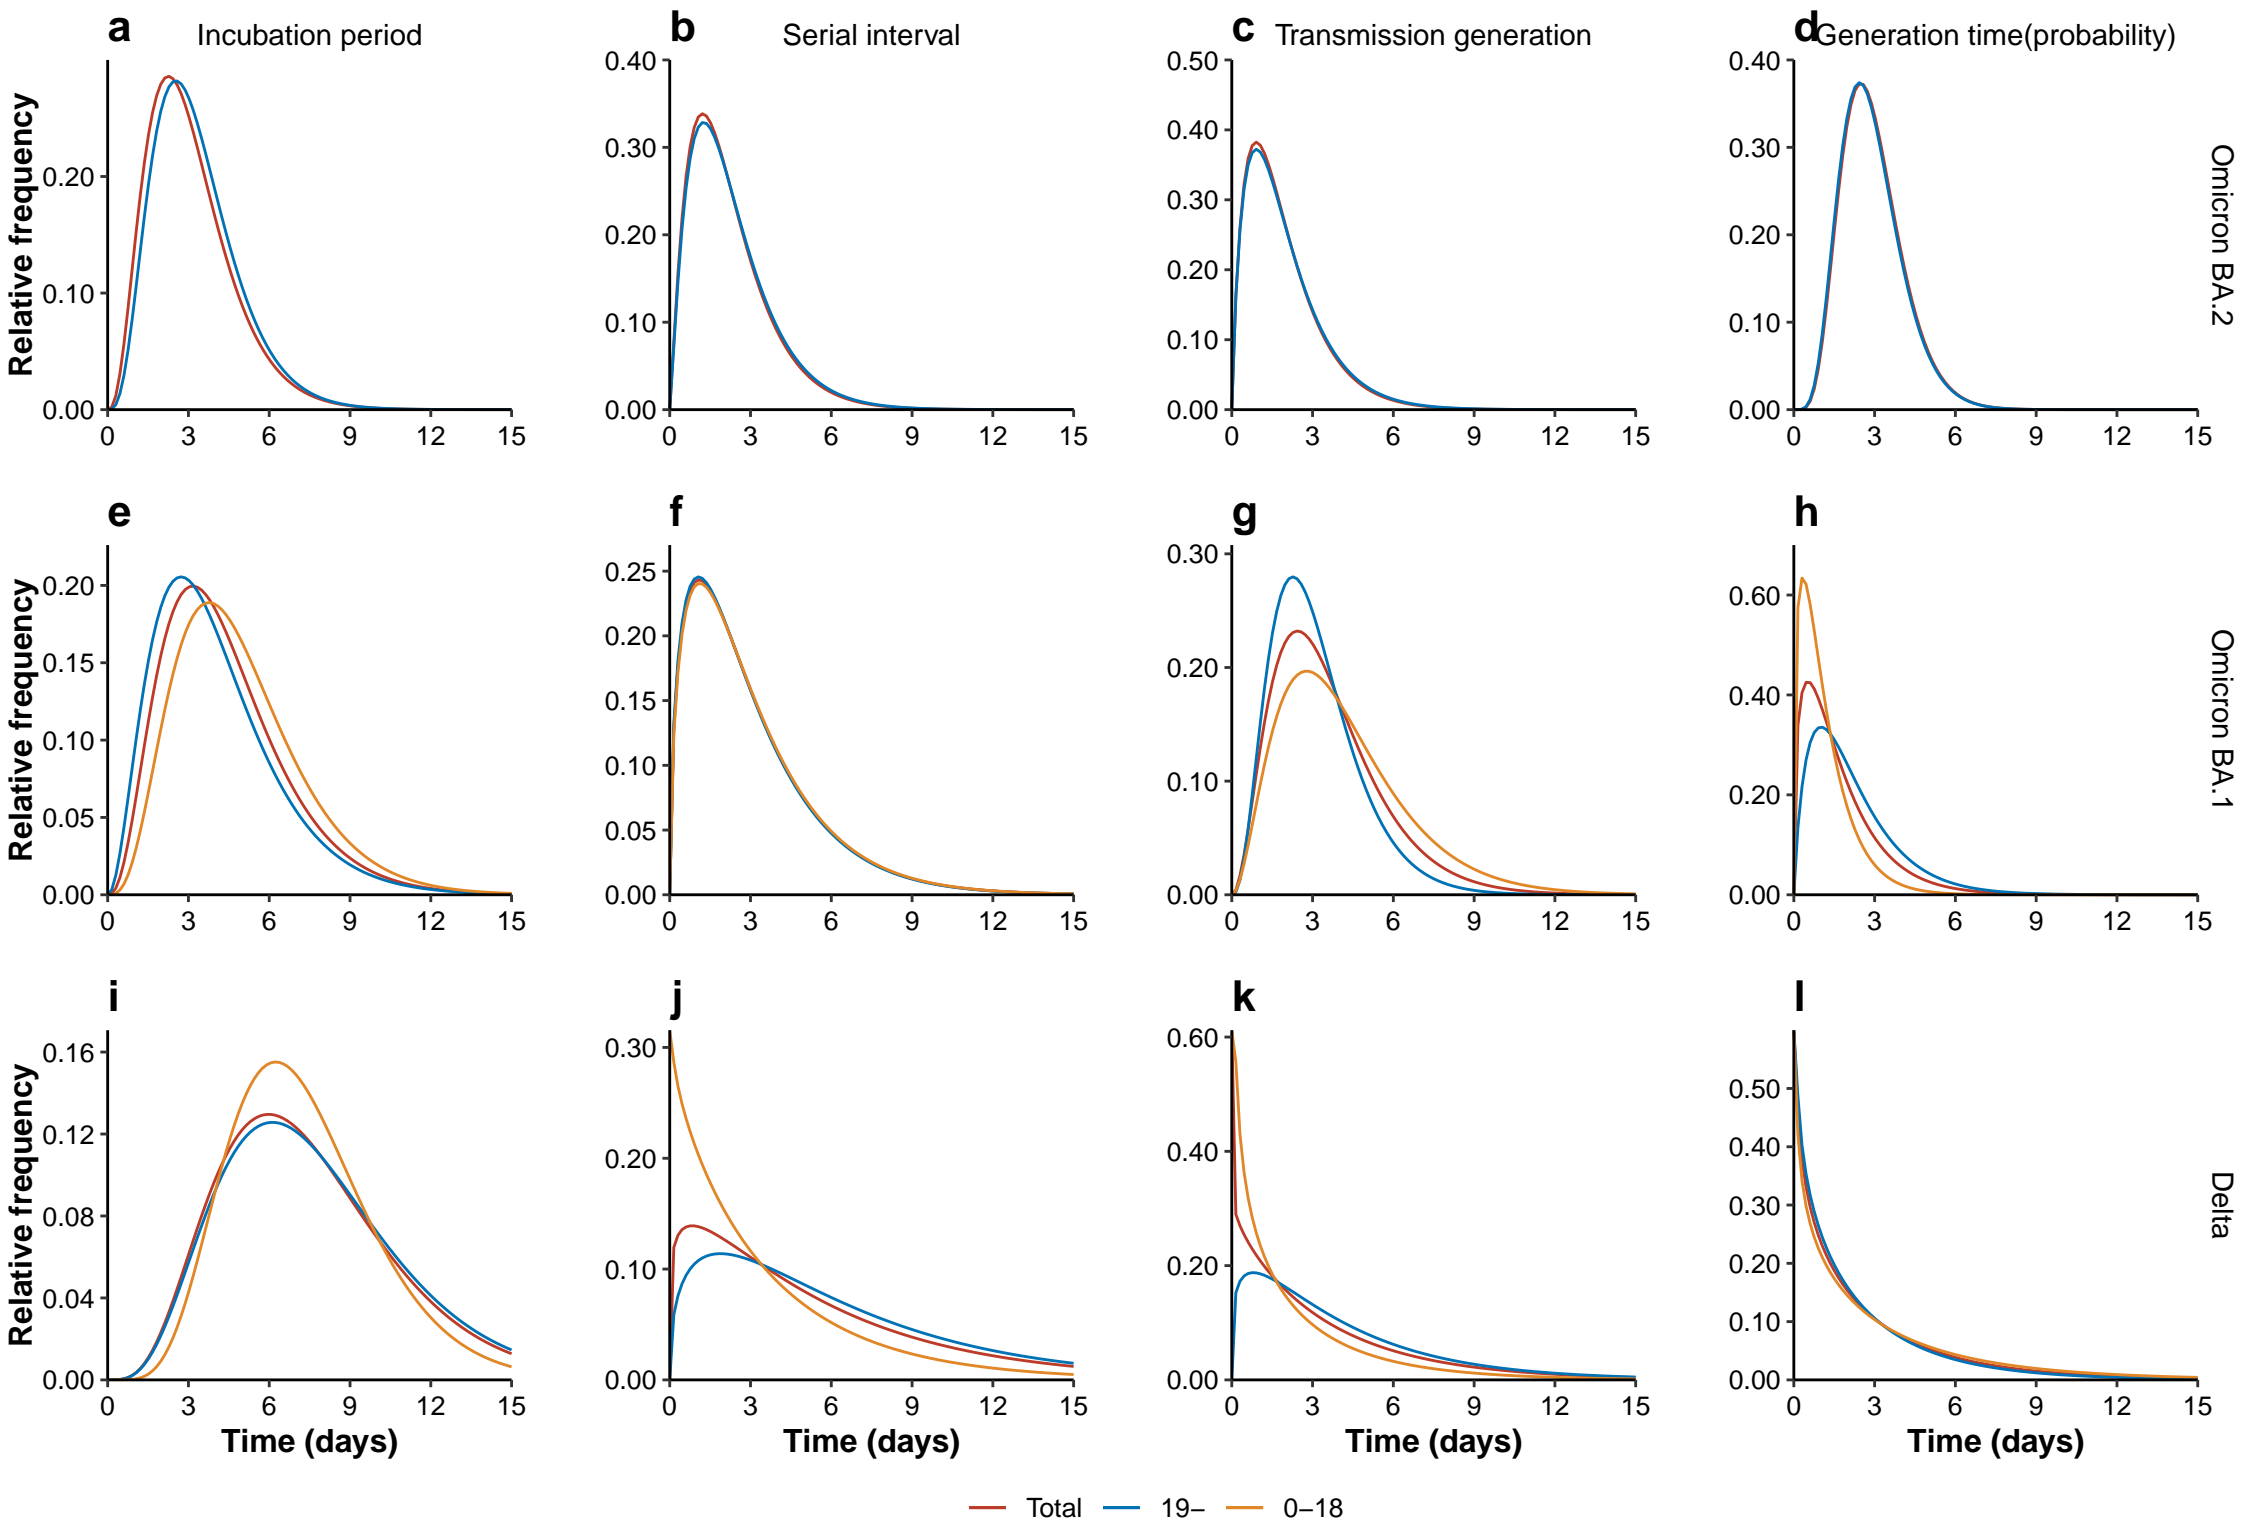 a Incubation period
b Serial interval
c Transmission generation
d Generation time(probability)
Relative frequency
0.20
0.10
0.00
0 3 6 9 12 15
0.40
0.30
0.20
0.10
0.00
0 3 6 9 12 15
0.50
0.40
0.30
0.20
0.10
0.00
0 3 6 9 12 15
0.40
0.30
0.20
0.10
0.00
0 3 6 9 12 15
Omicron BA.2
e
f
g
h
Relative frequency
0.20
0.15
0.10
0.05
0.00
0 3 6 9 12 15
0.25
0.20
0.15
0.10
0.05
0.00
0 3 6 9 12 15
0.30
0.20
0.10
0.00
0 3 6 9 12 15
0.60
0.40
0.20
0.00
0 3 6 9 12 15
Omicron BA.1
i
j
k
l
Relative frequency
0.16
0.12
0.08
0.04
0.00
0 3 6 9 12 15
Time (days)
0.30
0.20
0.10
0.00
0 3 6 9 12 15
Time (days)
0.60
0.40
0.20
0.00
0 3 6 9 12 15
Time (days)
0.50
0.40
0.30
0.20
0.10
0.00
0 3 6 9 12 15
Time (days)
Delta
Total 19– 0–18